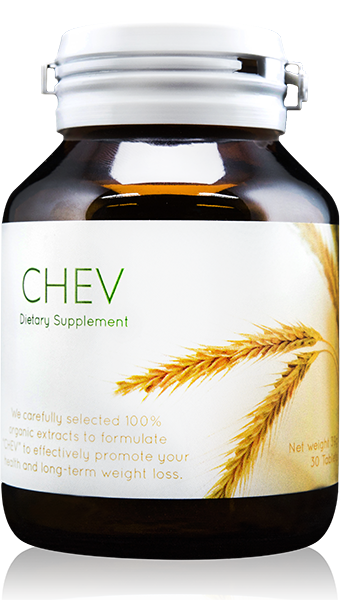 CHEV
Dietary Supplement
We carefully selected 100%
organic extracts to formulate
"CHEV" to effectively promote your
health and long-term weight loss.
Net weight
30